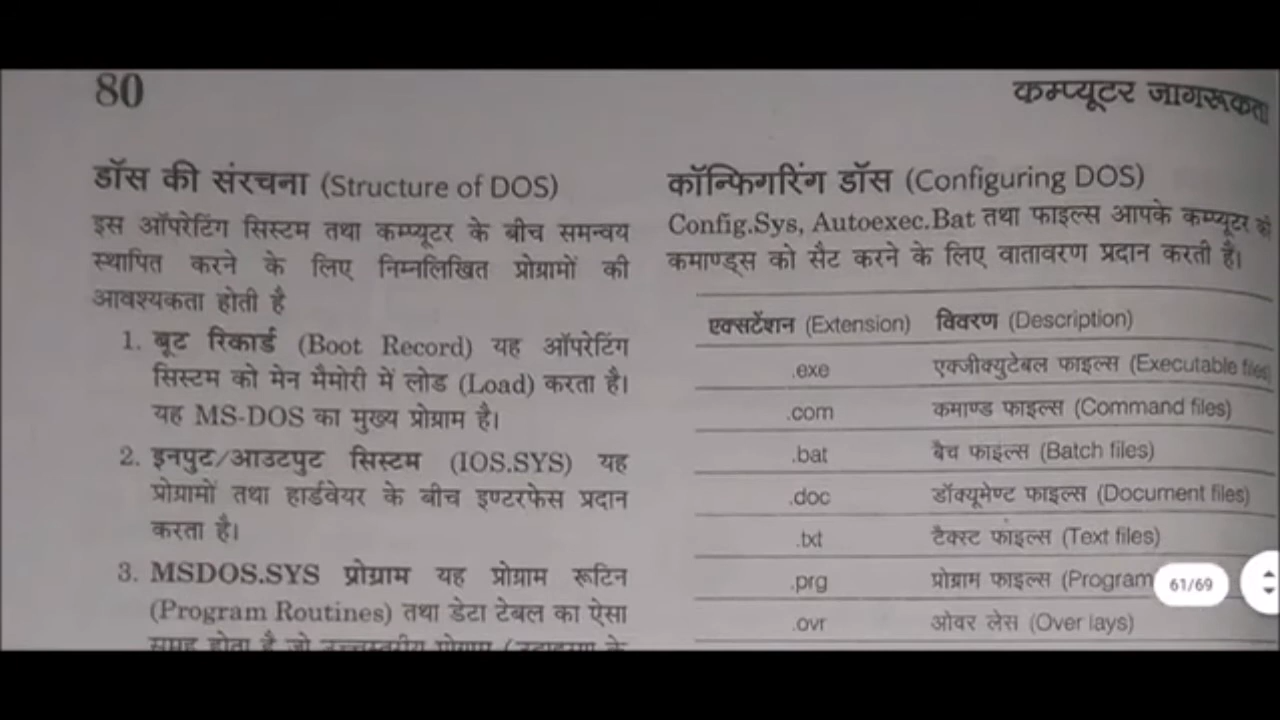 80
कम्प्यूटर जागरूकता
डॉस की संरचना (Structure of DOS)
इस ऑपरेटिंग सिस्टम तथा कम्प्यूटर के बीच समन्वय
स्थापित करने के लिए निम्नलिखित प्रोग्रामों की
आवश्यकता होती है
1. बूट रिकार्ड (Boot Record) यह ऑपरेटिंग
सिस्टम को मेन मैमोरी में लोड (Load) करता है।
यह MS-DOS का मुख्य प्रोग्राम है।
2. इनपुट/आउटपुट सिस्टम (IOS.SYS) यह
प्रोग्रामों तथा हार्डवेयर के बीच इण्टरफेस प्रदान
करता है।
3. MSDOS.SYS प्रोग्राम यह प्रोग्राम रूटिन
(Program Routines) तथा डेटा टेबल का ऐसा
कॉन्फिगरिंग डॉस (Configuring DOS)
Config.Sys, Autoexec.Bat तथा फाइल्स आपके कम्प्यूटर को
कमाण्ड्स को सैट करने के लिए वातावरण प्रदान करती है।
एक्सटेंशन (Extension) विवरण (Description)
.exe एक्जीक्युटेबल फाइल्स (Executable files)
.com कमाण्ड फाइल्स (Command files)
.bat बैच फाइल्स (Batch files)
.doc डॉक्यूमेण्ट फाइल्स (Document files)
.txt टैक्स्ट फाइल्स (Text files)
.prg प्रोग्राम फाइल्स (Program
61/69
.ovr ओवर लेस (Over lays)